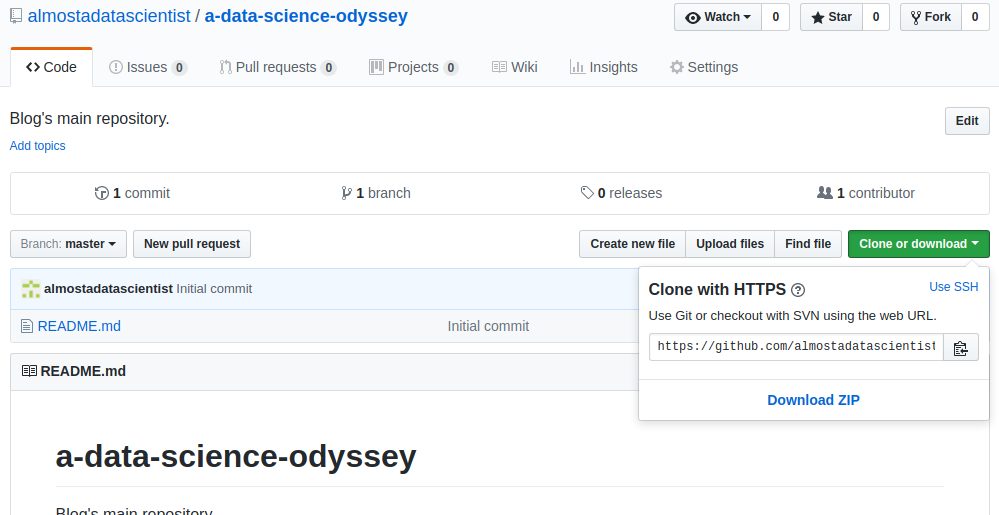 almostadatascientist / a-data-science-odyssey
Watch 0 Star 0 Fork 0
Code Issues 0 Pull requests 0 Projects 0 Wiki Insights Settings
Blog's main repository.
Edit
Add topics
1 commit 1 branch 0 releases 1 contributor
Branch: master New pull request Create new file Upload files Find file Clone or download
almostadatascientist Initial commit
README.md Initial commit
Clone with HTTPS ? Use SSH
Use Git or checkout with SVN using the web URL.
https://github.com/almostadatascientist
Download ZIP
README.md
a-data-science-odyssey
Blog's main repository